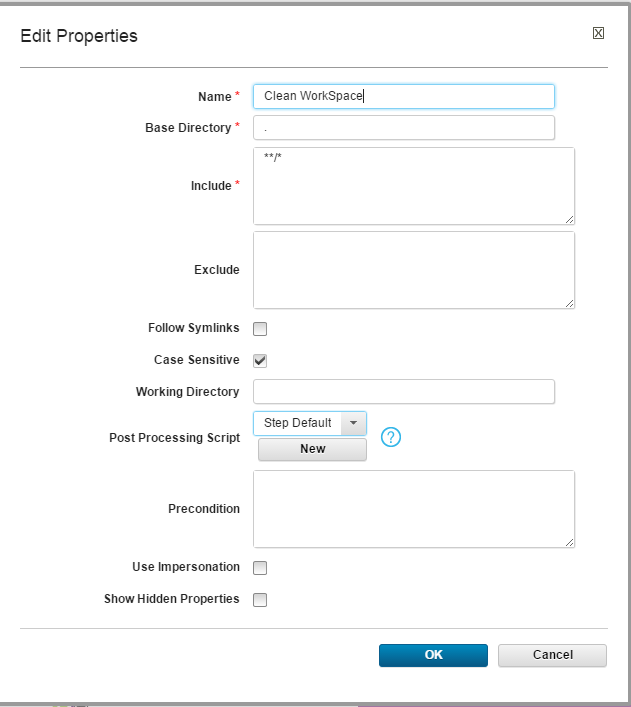 Edit Properties
Name * Clean WorkSpace
Base Directory * .
Include * **/*
Exclude
Follow Symlinks
Case Sensitive
Working Directory
Post Processing Script Step Default ?
New
Precondition
Use Impersonation
Show Hidden Properties
OK Cancel